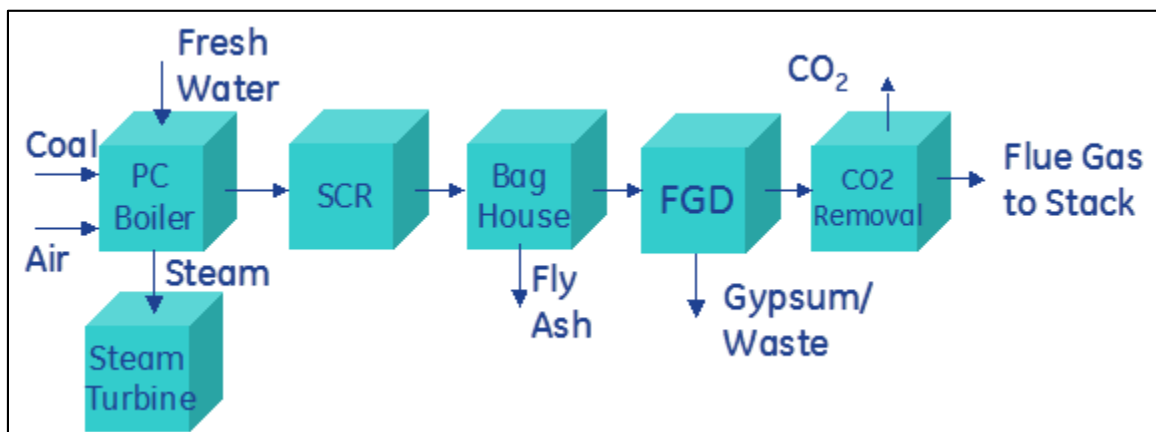 Fresh
Water
Coal
Air
PC
Boiler
Steam
Steam
Turbine
SCR
Bag
House
Fly
Ash
FGD
Gypsum/
Waste
CO₂
CO2
Removal
Flue Gas
to Stack